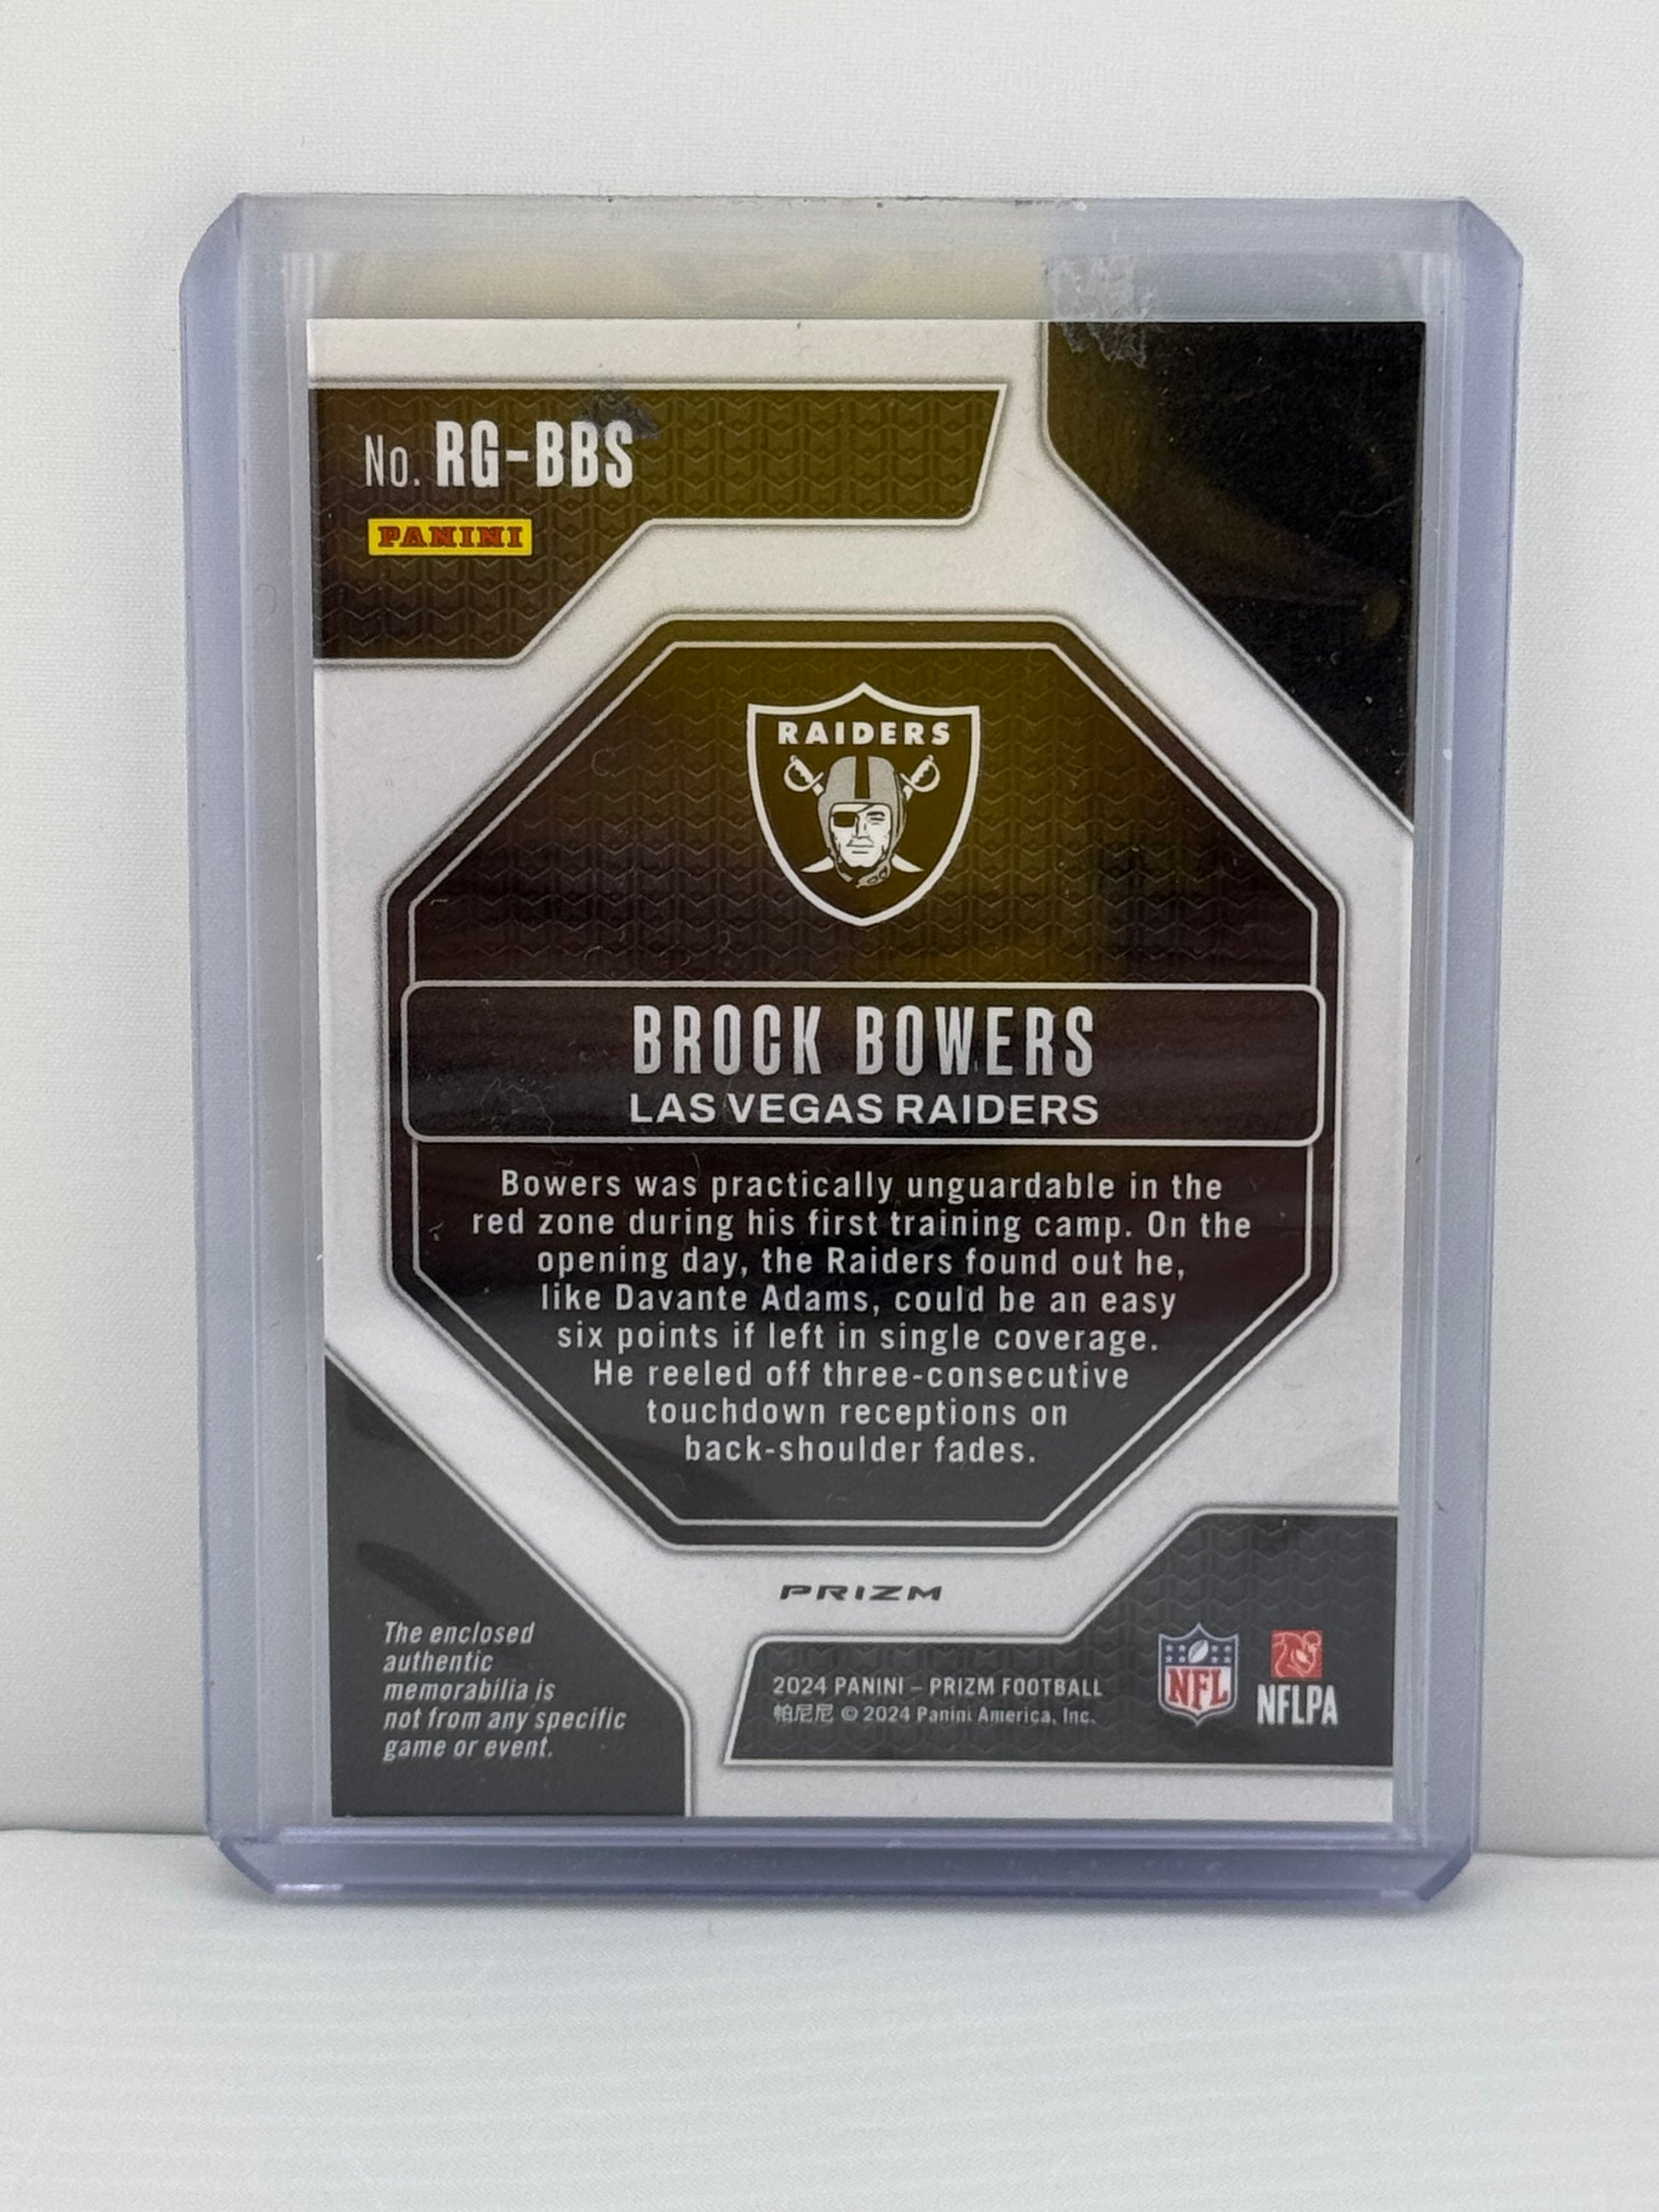 No. RG-BBS
PANINI
RAIDERS
BROCK BOWERS
LAS VEGAS RAIDERS
Bowers was practically unguardable in the
red zone during his first training camp. On the
opening day, the Raiders found out he,
like Davante Adams, could be an easy
six points if left in single coverage.
He reeled off three-consecutive
touchdown receptions on
back-shoulder fades.
PRIZM
The enclosed
authentic
memorabilia is
not from any specific
game or event.
2024 PANINI – PRIZM FOOTBALL
帕尼尼 © 2024 Panini America, Inc.
NFL
NFLPA